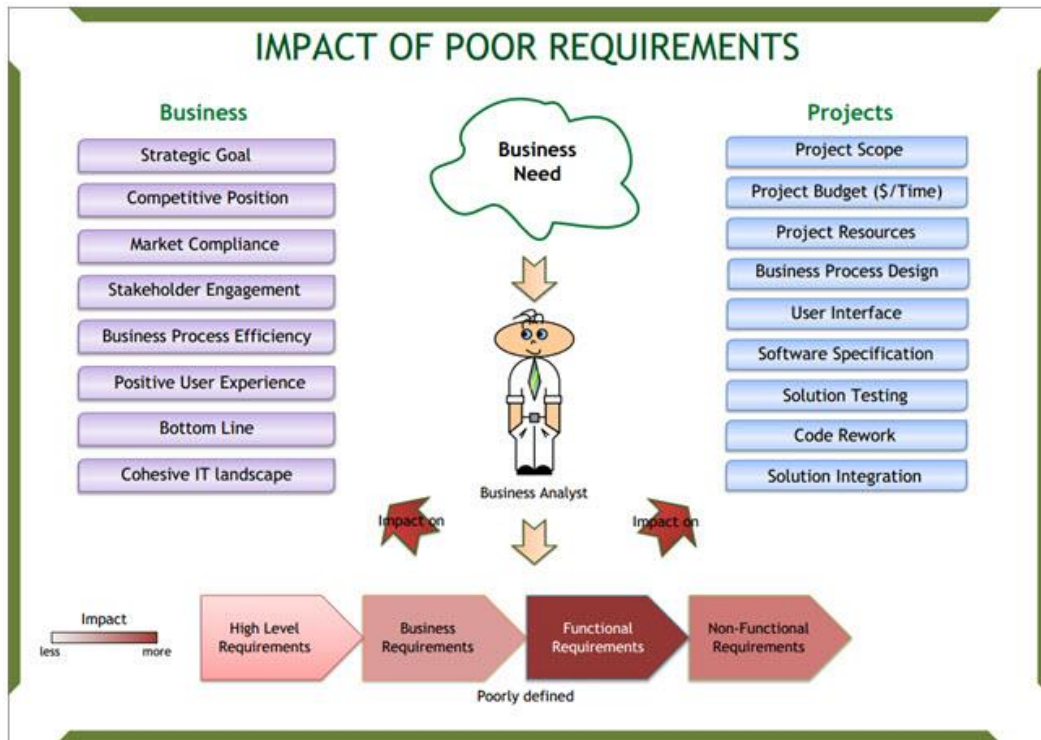 IMPACT OF POOR REQUIREMENTS
Business
Strategic Goal
Competitive Position
Market Compliance
Stakeholder Engagement
Business Process Efficiency
Positive User Experience
Bottom Line
Cohesive IT landscape
Business
Need
Business Analyst
Projects
Project Scope
Project Budget ($/Time)
Project Resources
Business Process Design
User Interface
Software Specification
Solution Testing
Code Rework
Solution Integration
Impact on
Impact on
Impact
less
more
High Level
Requirements
Business
Requirements
Functional
Requirements
Non-Functional
Requirements
Poorly defined